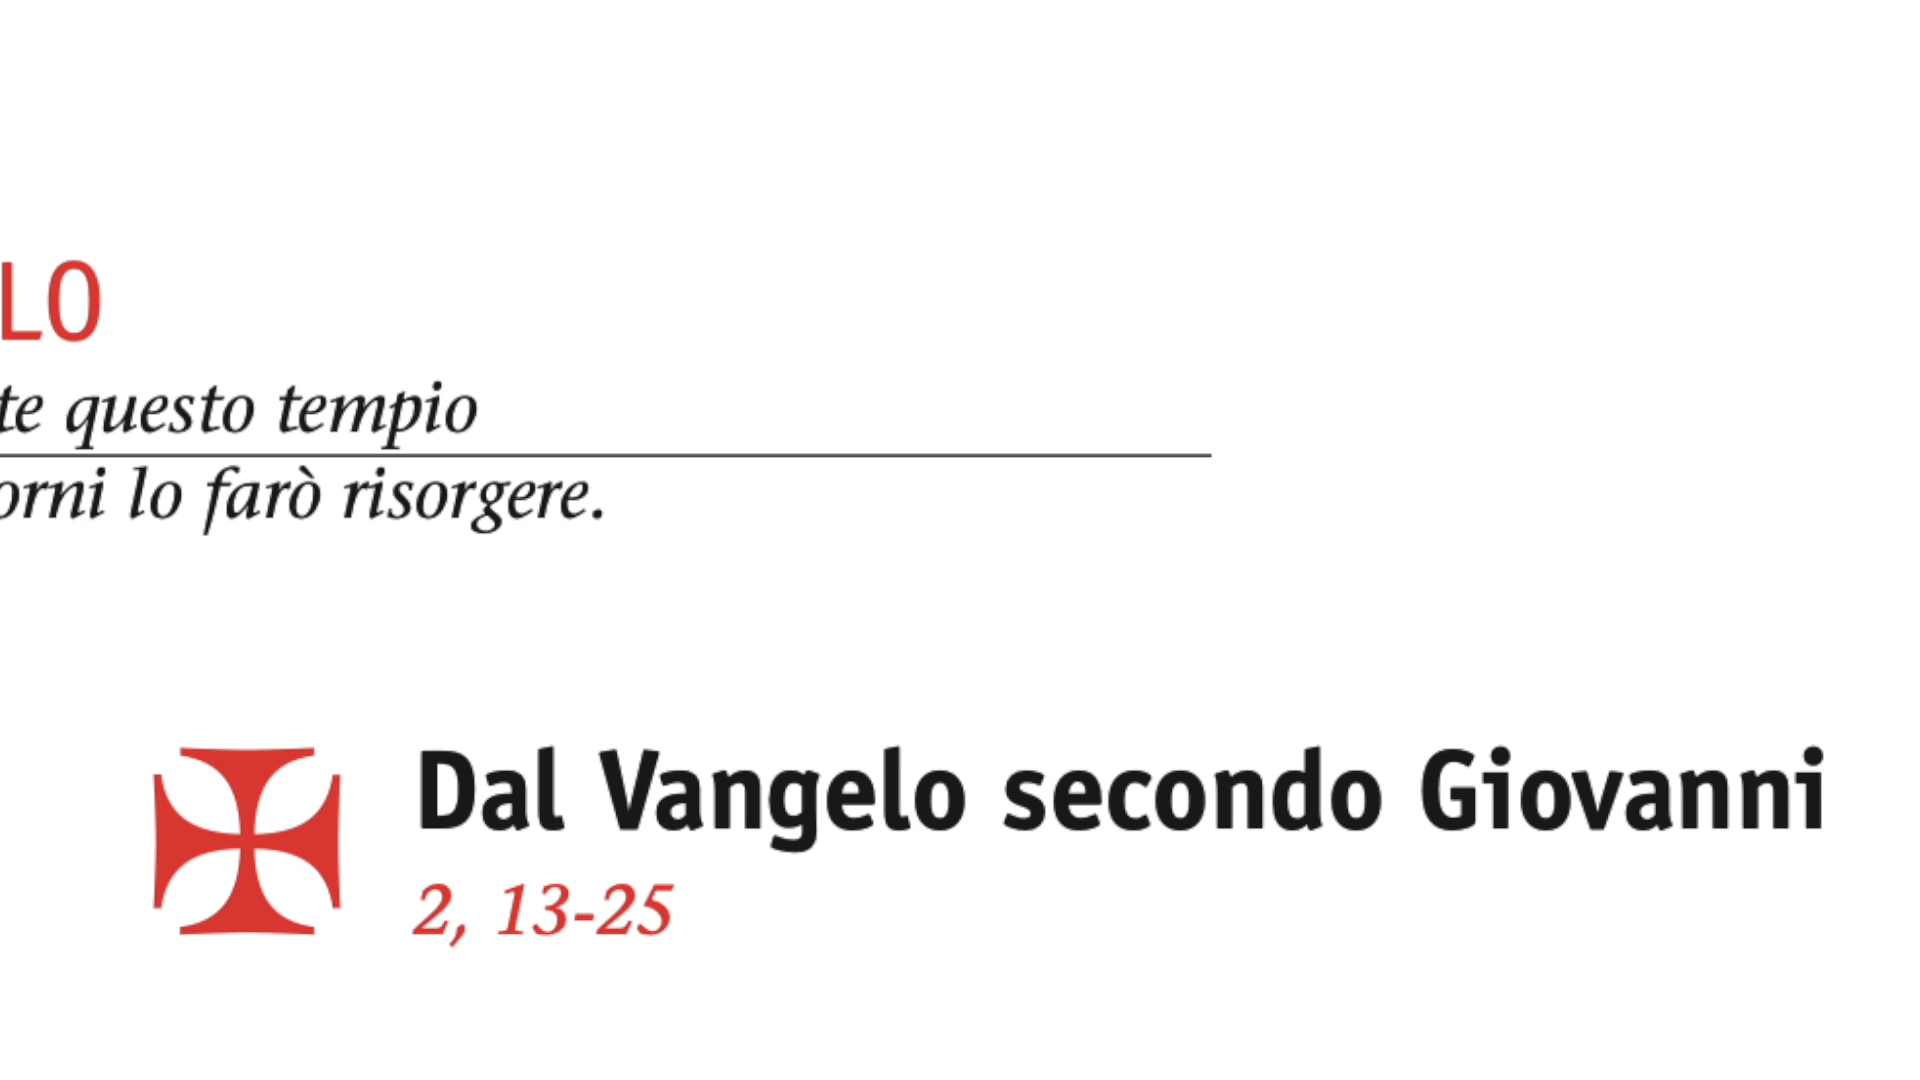 LO
te questo tempio
orni lo farò risorgere.
Dal Vangelo secondo Giovanni
2, 13-25